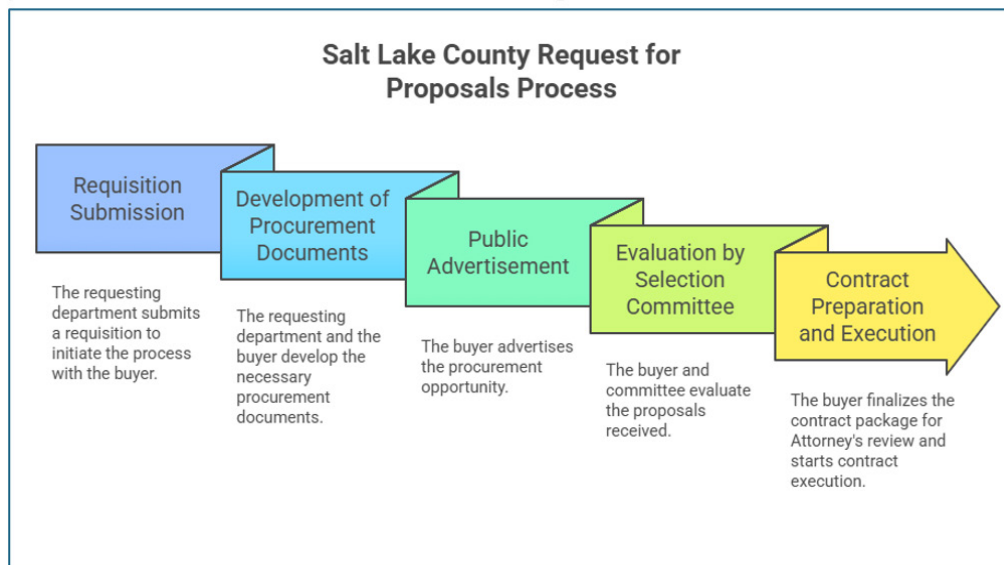 Salt Lake County Request for
Proposals Process
Requisition
Submission
The requesting
department submits
a requisition to
initiate the process
with the buyer.
Development of
Procurement
Documents
The requesting
department and the
buyer develop the
necessary
procurement
documents.
Public
Advertisement
The buyer advertises
the procurement
opportunity.
Evaluation by
Selection
Committee
The buyer and
committee evaluate
the proposals
received.
Contract
Preparation
and Execution
The buyer finalizes the
contract package for
Attorney's review and
starts contract
execution.